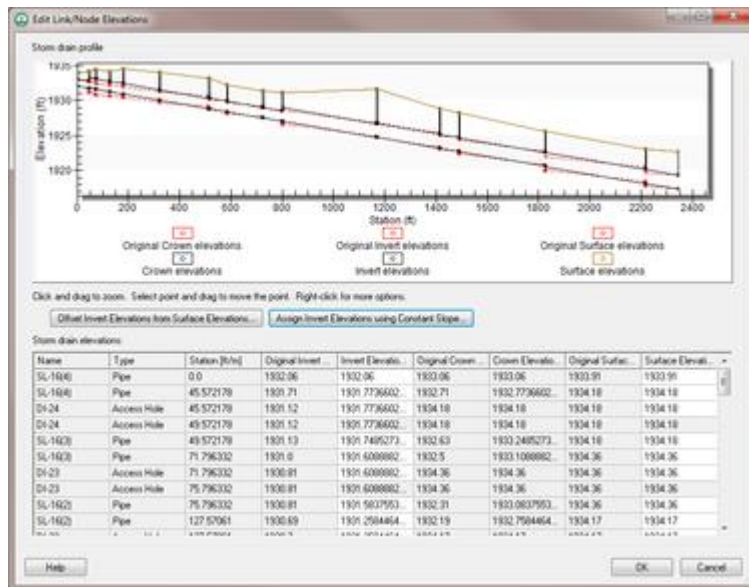 Edit Link/Node Elevations
Storm drain profile
1935
1930
1925
1920
Elevation (ft)
0 200 400 600 800 1000 1200 1400 1600 1800 2000 2200 2400
Station (ft)
Original Crown elevations Original Invert elevations Original Surface elevations
Crown elevations Invert elevations Surface elevations
Click and drag to zoom. Select point and drag to move the point. Right-click for more options.
Offset Invert Elevations from Surface Elevations... Assign Invert Elevations using Constant Slope...
Storm drain elevations
Name Type Station [ft/m] Original Invert ... Invert Elevatio... Original Crown ... Crown Elevatio... Original Surfac... Surface Elevati...
SL-16(4) Pipe 0.0 1932.06 1932.06 1933.06 1933.06 1933.91 1933.91
SL-16(4) Pipe 45.572178 1931.71 1931.7736602... 1932.71 1932.7736602... 1934.18 1934.18
DI-24 Access Hole 45.572178 1931.12 1931.7736602... 1934.18 1934.18 1934.18 1934.18
DI-24 Access Hole 49.572178 1931.12 1931.7736602... 1934.18 1934.18 1934.18 1934.18
SL-16(3) Pipe 49.572178 1931.13 1931.7485273... 1932.63 1933.2485273... 1934.18 1934.18
SL-16(3) Pipe 71.796332 1931.0 1931.6088882... 1932.5 1933.1088882... 1934.36 1934.36
DI-23 Access Hole 71.796332 1930.81 1931.6088882... 1934.36 1934.36 1934.36 1934.36
DI-23 Access Hole 75.796332 1930.81 1931.6088882... 1934.36 1934.36 1934.36 1934.36
SL-16(2) Pipe 75.796332 1930.81 1931.5837553... 1932.31 1933.0837553... 1934.36 1934.36
SL-16(2) Pipe 127.57061 1930.69 1931.2584464... 1932.19 1932.7584464... 1934.17 1934.17
Help OK Cancel